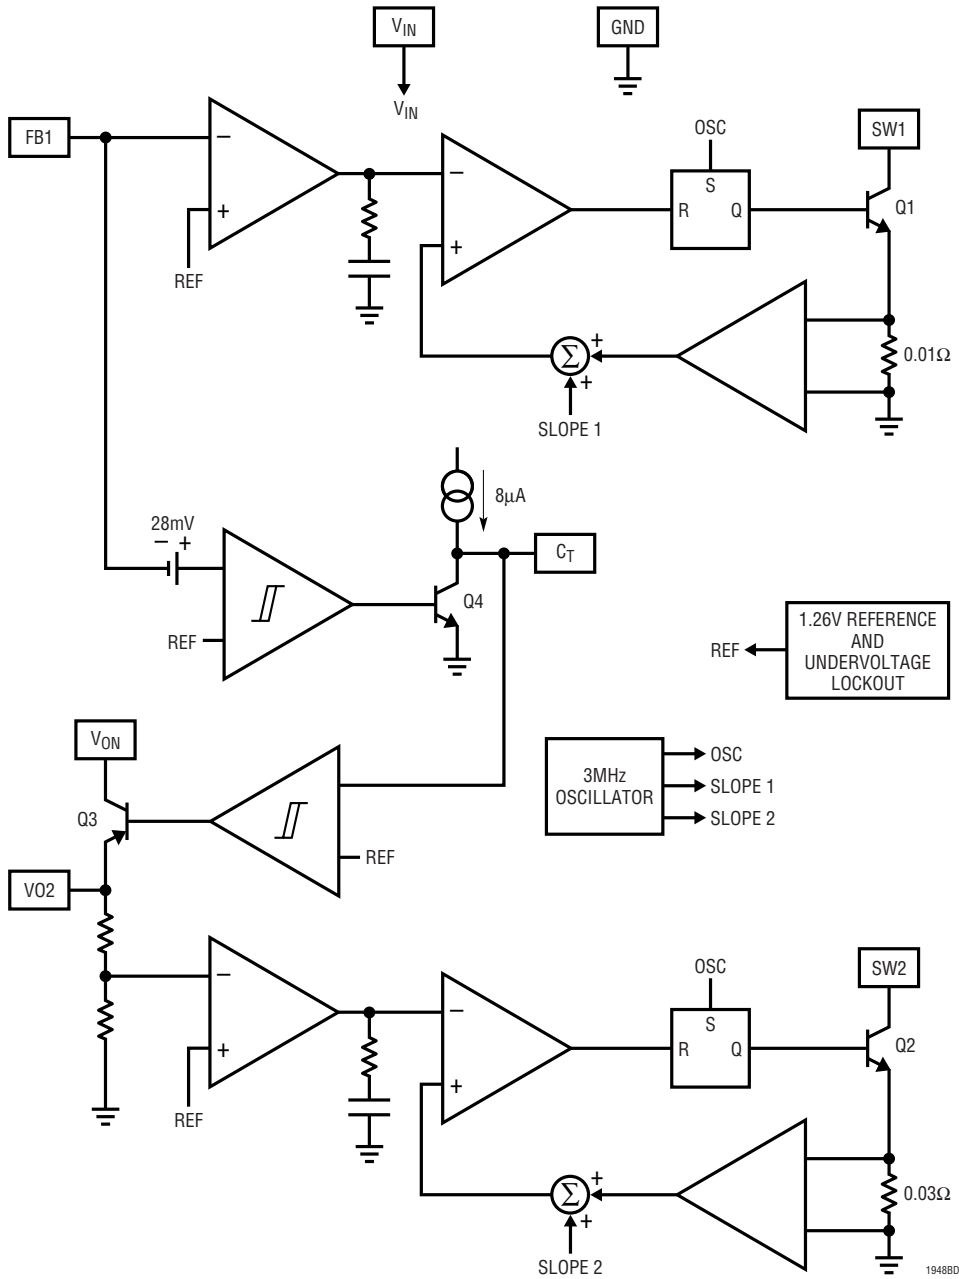 VIN
GND
VIN
FB1
−
+
REF
−
+
OSC
S
R Q
SW1
Q1
0.01Ω
Σ
+
+
SLOPE 1
8µA
CT
28mV
− +
REF
Q4
REF
1.26V REFERENCE
AND
UNDERVOLTAGE
LOCKOUT
VON
Q3
REF
3MHz
OSCILLATOR
OSC
SLOPE 1
SLOPE 2
VO2
−
+
REF
−
+
OSC
S
R Q
SW2
Q2
0.03Ω
Σ
+
+
SLOPE 2
1948BD